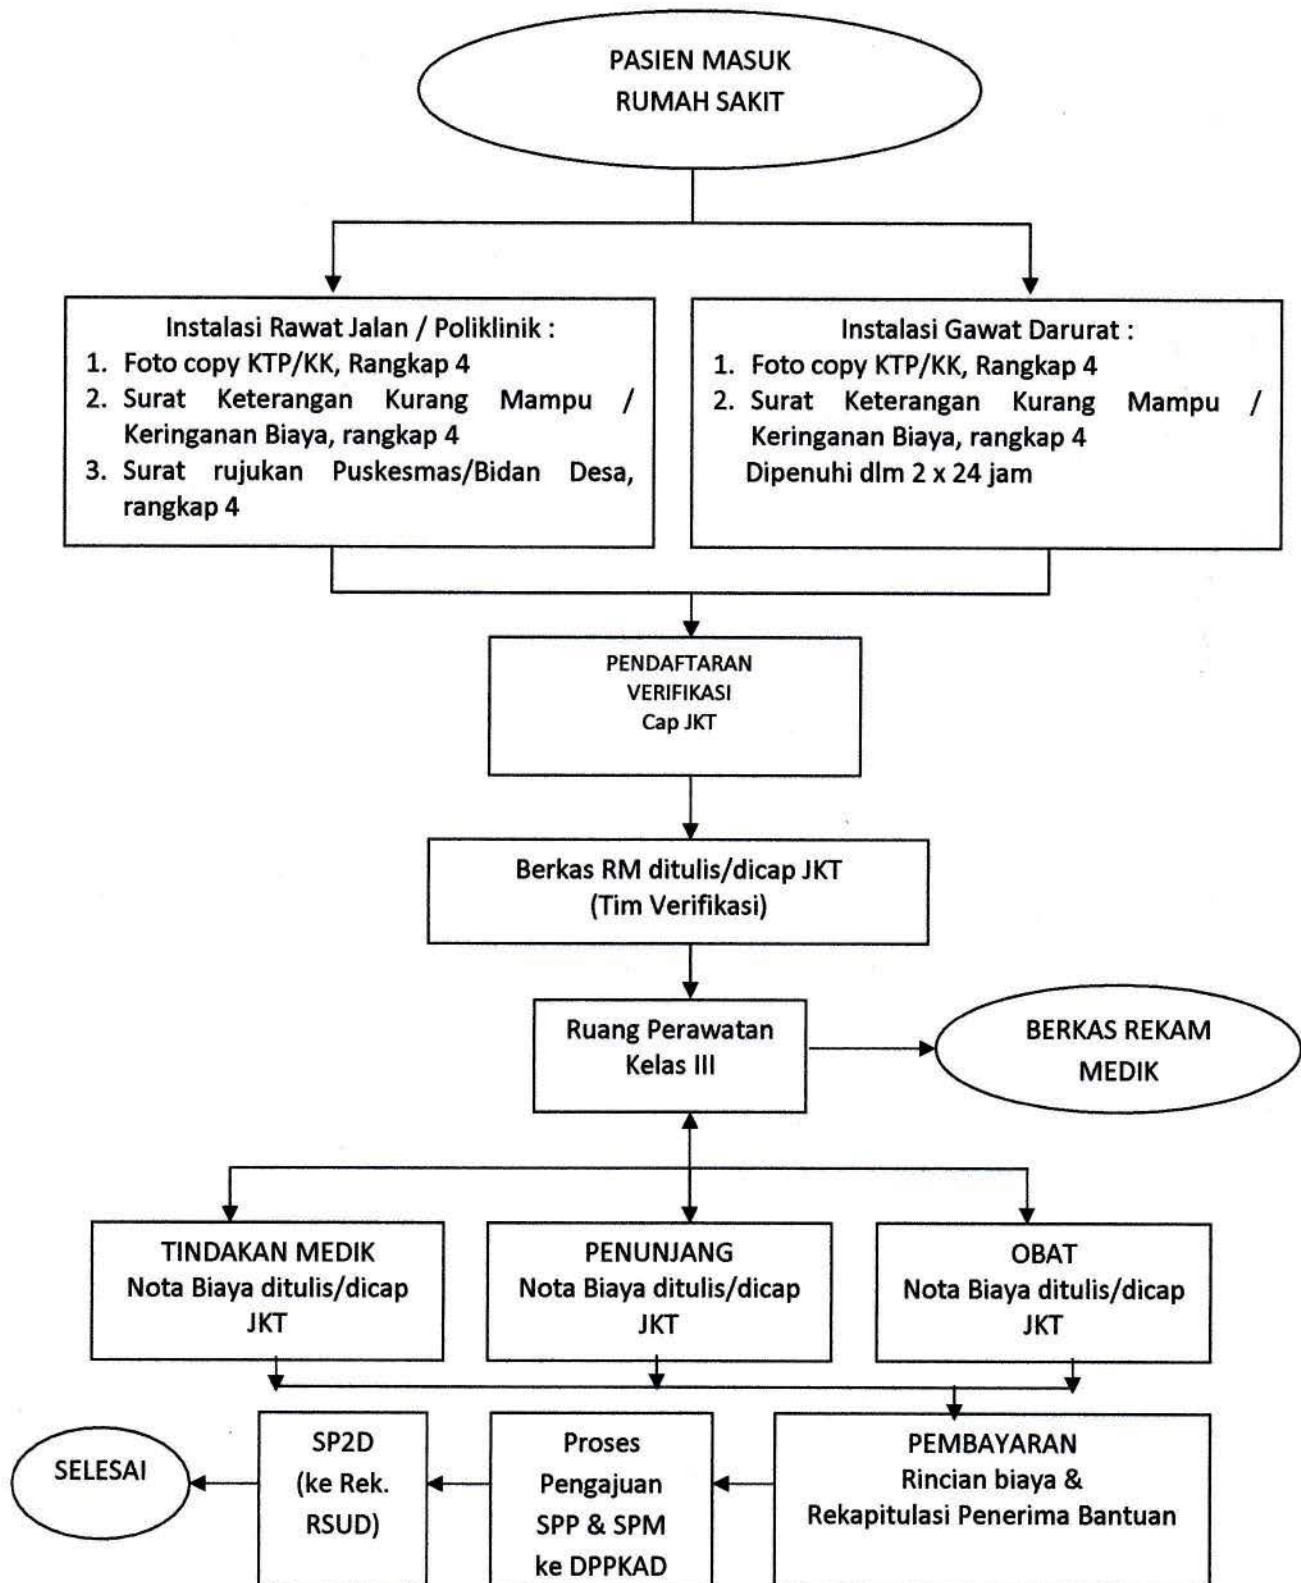 PASIEN MASUK
RUMAH SAKIT
Instalasi Rawat Jalan / Poliklinik :
1. Foto copy KTP/KK, Rangkap 4
2. Surat Keterangan Kurang Mampu /
Keringanan Biaya, rangkap 4
3. Surat rujukan Puskesmas/Bidan Desa,
rangkap 4
Instalasi Gawat Darurat :
1. Foto copy KTP/KK, Rangkap 4
2. Surat Keterangan Kurang Mampu /
Keringanan Biaya, rangkap 4
Dipenuhi dlm 2 x 24 jam
PENDAFTARAN
VERIFIKASI
Cap JKT
Berkas RM ditulis/dicap JKT
(Tim Verifikasi)
Ruang Perawatan
Kelas III
BERKAS REKAM
MEDIK
TINDAKAN MEDIK
Nota Biaya ditulis/dicap
JKT
PENUNJANG
Nota Biaya ditulis/dicap
JKT
OBAT
Nota Biaya ditulis/dicap
JKT
PEMBAYARAN
Rincian biaya &
Rekapitulasi Penerima Bantuan
Proses
Pengajuan
SPP & SPM
ke DPPKAD
SP2D
(ke Rek.
RSUD)
SELESAI